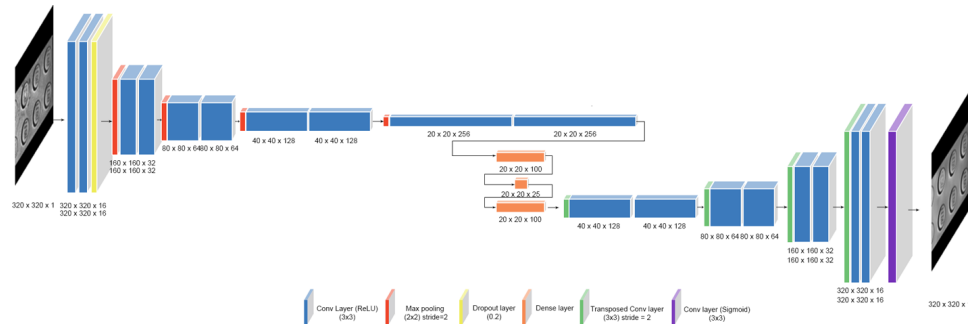 320 x 320 x 1
320 x 320 x 16
320 x 320 x 16
160 x 160 x 32
160 x 160 x 32
80 x 80 x 64
80 x 80 x 64
40 x 40 x 128
40 x 40 x 128
20 x 20 x 256
20 x 20 x 256
20 x 20 x 100
20 x 20 x 25
20 x 20 x 100
40 x 40 x 128
40 x 40 x 128
80 x 80 x 64
80 x 80 x 64
160 x 160 x 32
160 x 160 x 32
320 x 320 x 16
320 x 320 x 16
320 x 320 x
Conv Layer (ReLU)
(3x3)
Max pooling
(2x2) stride=2
Dropout layer
(0.2)
Dense layer
Transposed Conv layer
(3x3) stride = 2
Conv layer (Sigmoid)
(3x3)